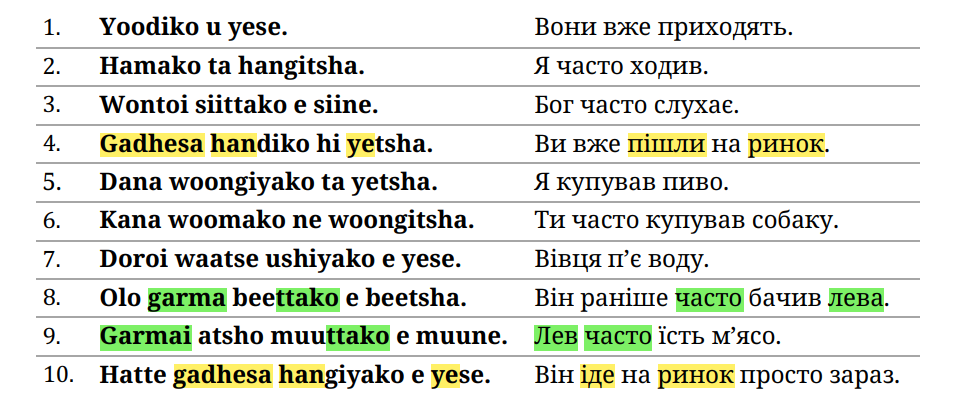 1. Yoodiko u yese. Вони вже приходять.
2. Hamako ta hangitsha. Я часто ходив.
3. Wontoi siittako e siine. Бог часто слухає.
4. Gadhesa handiko hi yetsha. Ви вже пішли на ринок.
5. Dana woongiyako ta yetsha. Я купував пиво.
6. Kana woomako ne woongitsha. Ти часто купував собаку.
7. Doroi waatse ushiyako e yese. Вівця п’є воду.
8. Olo garma beettako e beetsha. Він раніше часто бачив лева.
9. Garmai atsho muuttako e muune. Лев часто їсть м’ясо.
10. Hatte gadhesa hangiyako e yese. Він іде на ринок просто зараз.